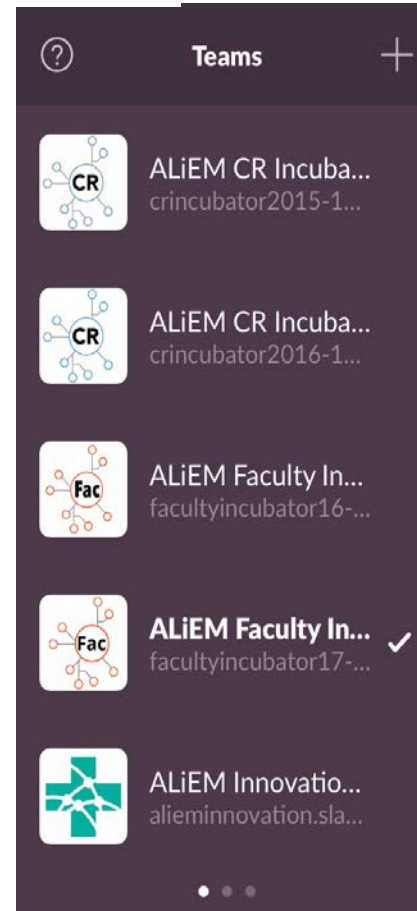 ?
Teams
CR
ALiEM CR Incuba...
crincubator2015-1...
CR
ALiEM CR Incuba...
crincubator2016-1...
Fac
ALiEM Faculty In...
facultyincubator16-...
Fac
ALiEM Faculty In...
facultyincubator17-...
ALiEM Innovatio...
alieminnovation.sla...